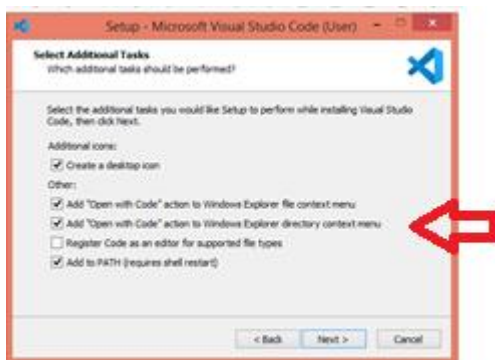 Setup - Microsoft Visual Studio Code (User)
Select Additional Tasks
Which additional tasks should be performed?
Select the additional tasks you would like Setup to perform while installing Visual Studio
Code, then click Next.
Additional icons:
Create a desktop icon
Other:
Add "Open with Code" action to Windows Explorer file context menu
Add "Open with Code" action to Windows Explorer directory context menu
Register Code as an editor for supported file types
Add to PATH (requires shell restart)
< Back Next > Cancel